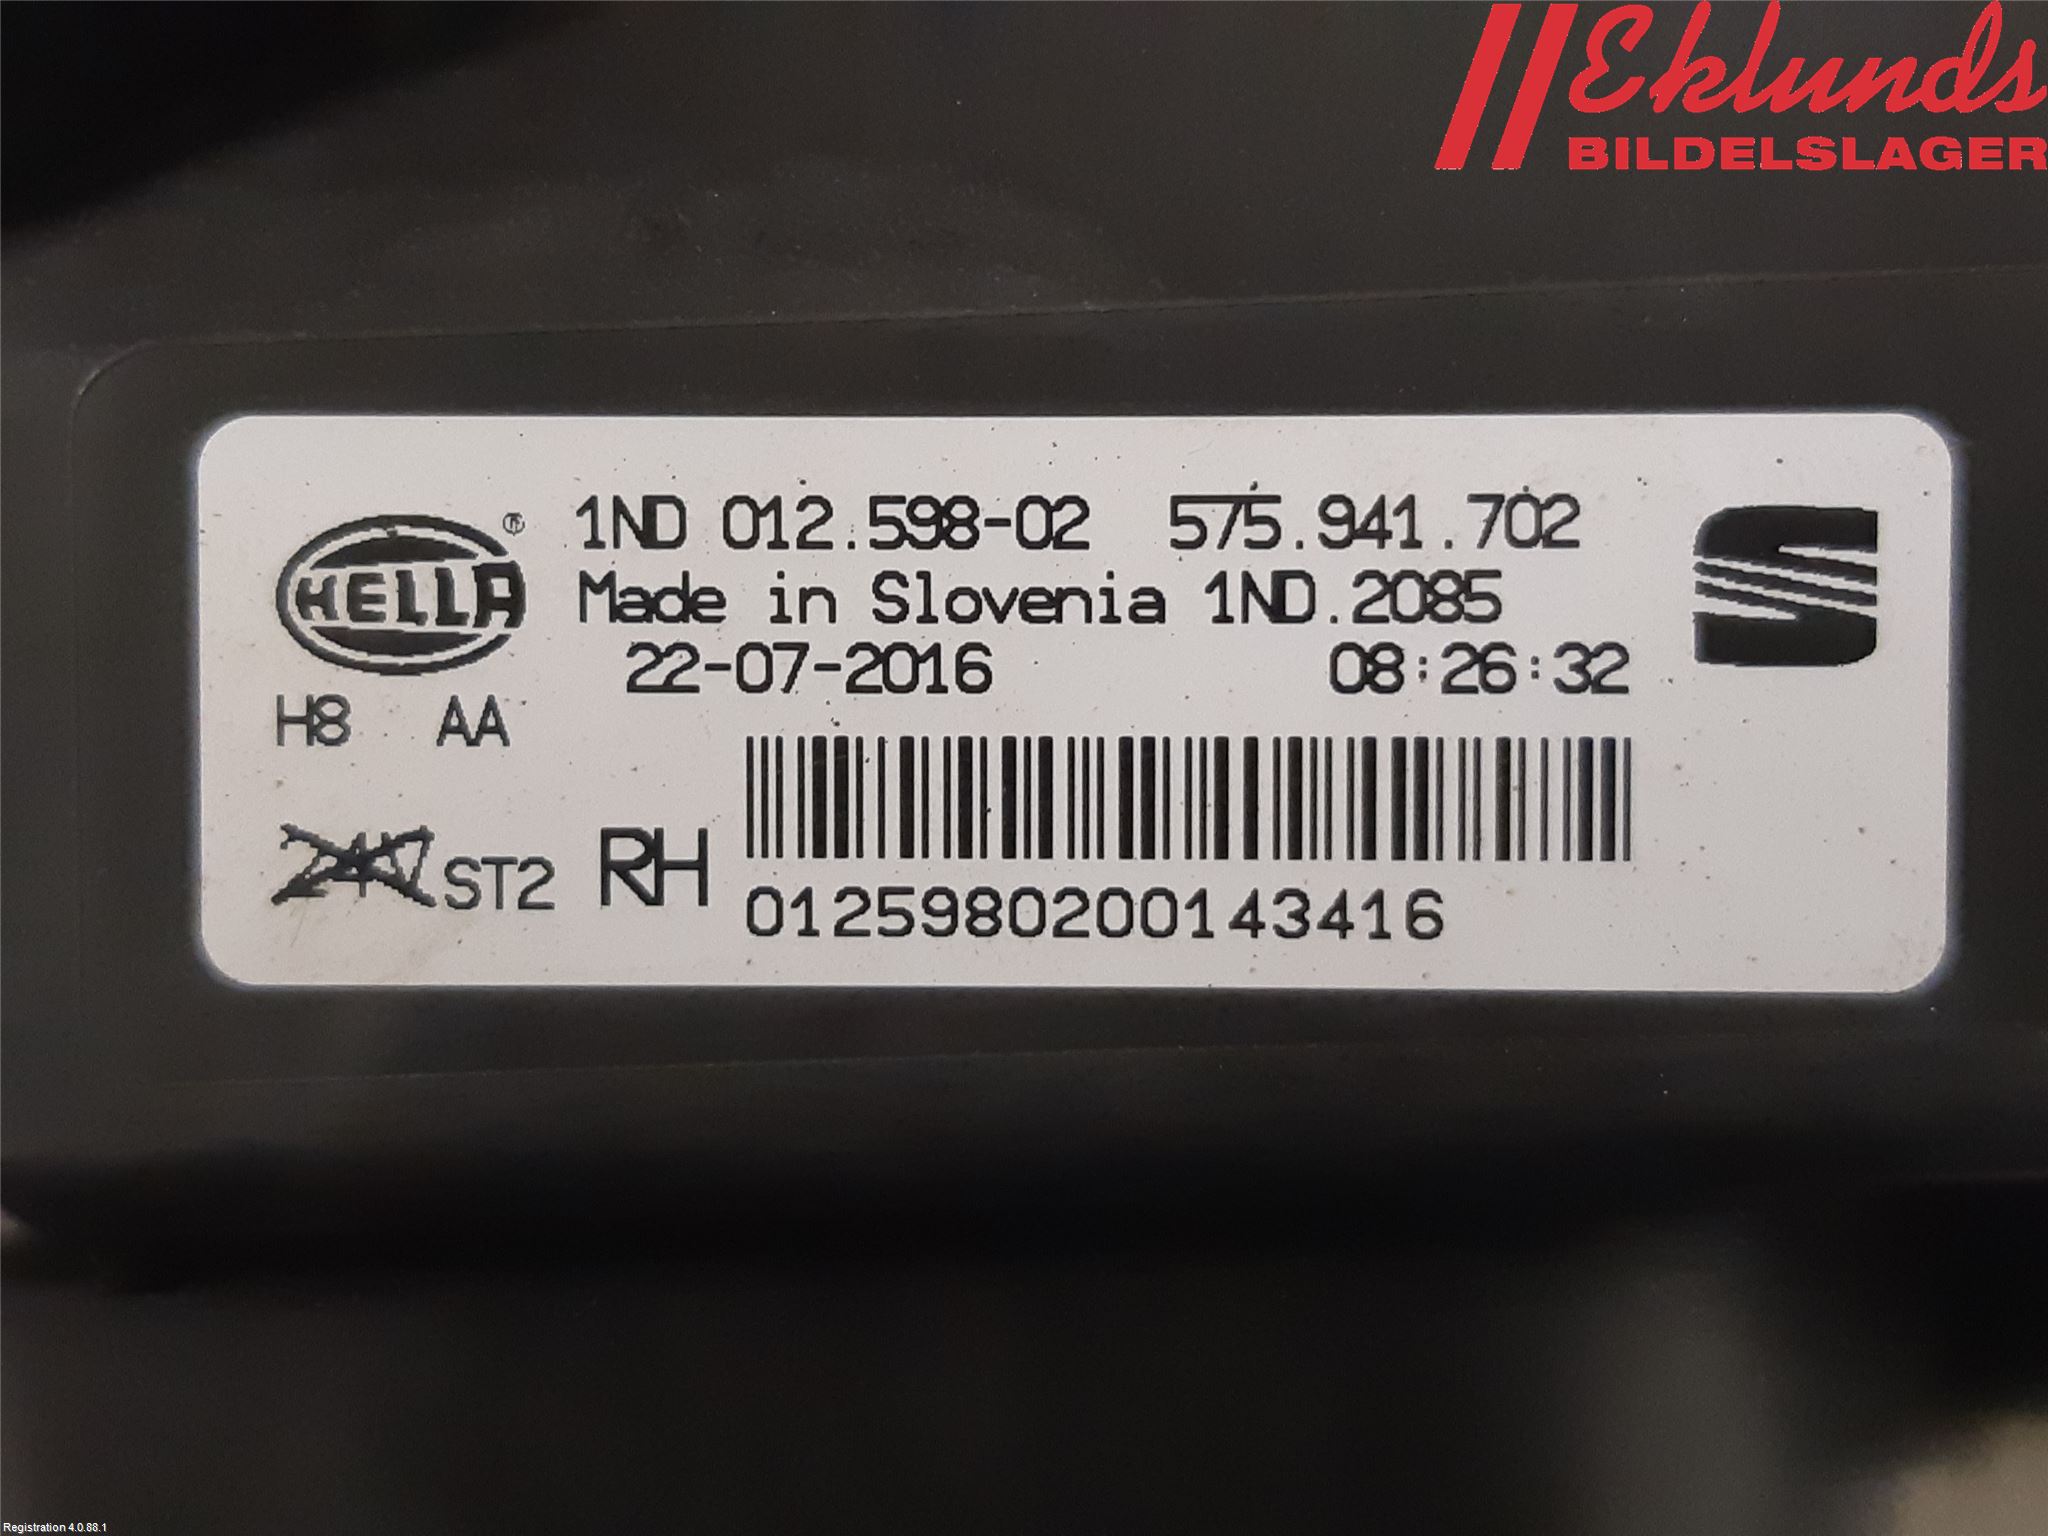 Eklunds
BILDELSLAGER
HELLA ®
1ND 012.598-02 575.941.702
Made in Slovenia 1ND.2085
22-07-2016 08:26:32
H8 AA
24V ST2 RH
0125980200143416
Registration 4.0.88.1